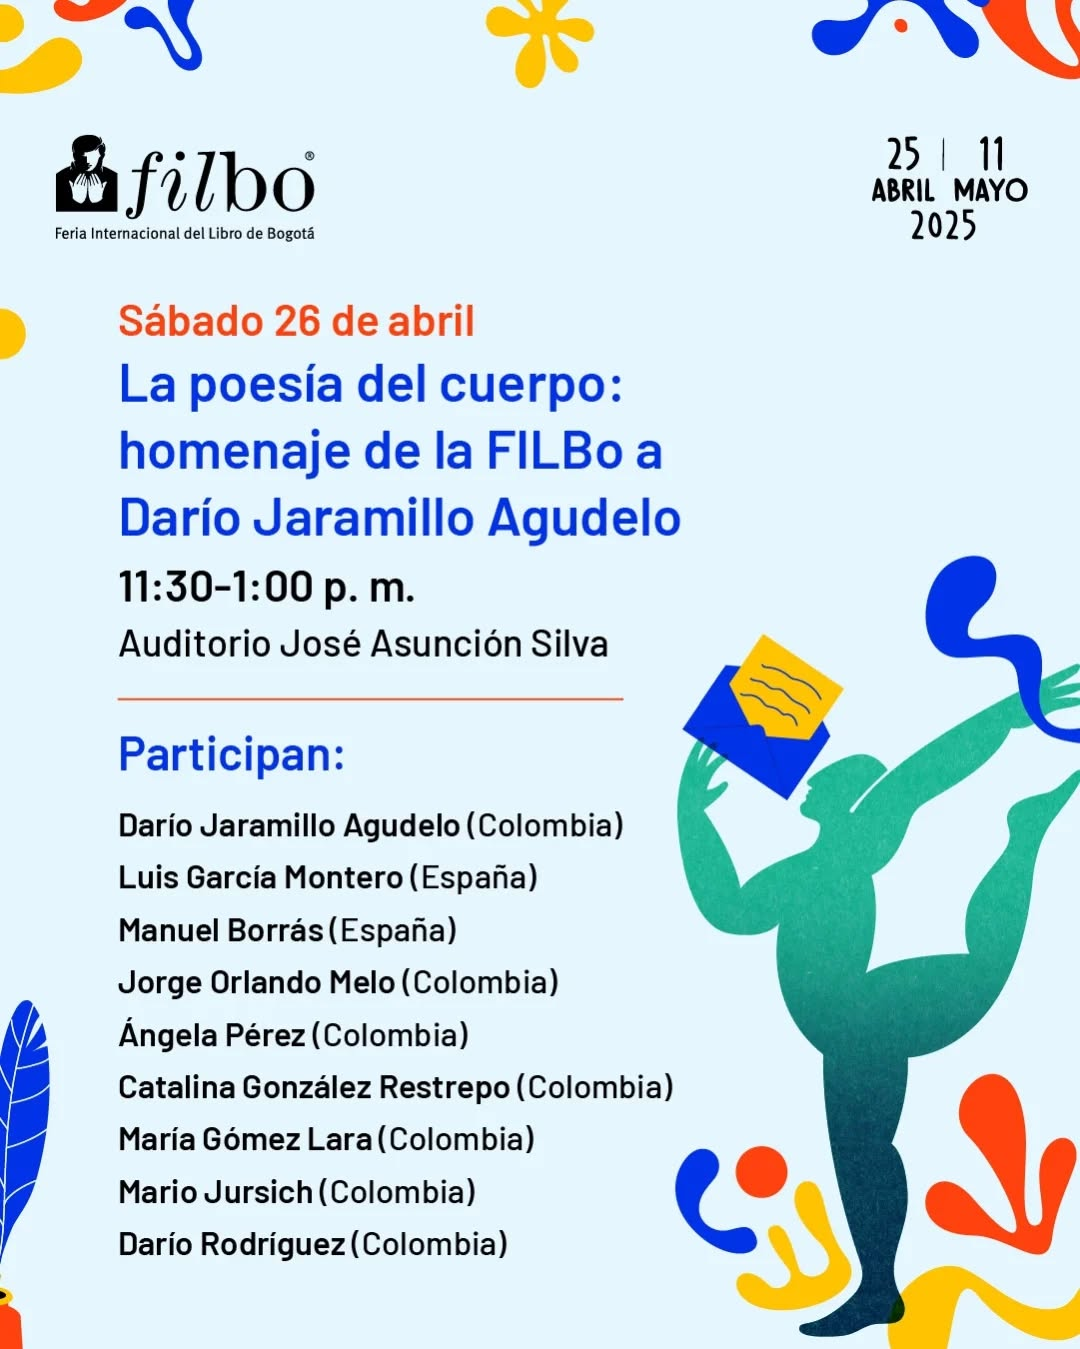 filbo®
Feria Internacional del Libro de Bogotá
25 | 11
ABRIL MAYO
2025
Sábado 26 de abril
La poesía del cuerpo:
homenaje de la FILBo a
Darío Jaramillo Agudelo
11:30-1:00 p. m.
Auditorio José Asunción Silva
Participan:
Darío Jaramillo Agudelo (Colombia)
Luis García Montero (España)
Manuel Borrás (España)
Jorge Orlando Melo (Colombia)
Ángela Pérez (Colombia)
Catalina González Restrepo (Colombia)
María Gómez Lara (Colombia)
Mario Jursich (Colombia)
Darío Rodríguez (Colombia)